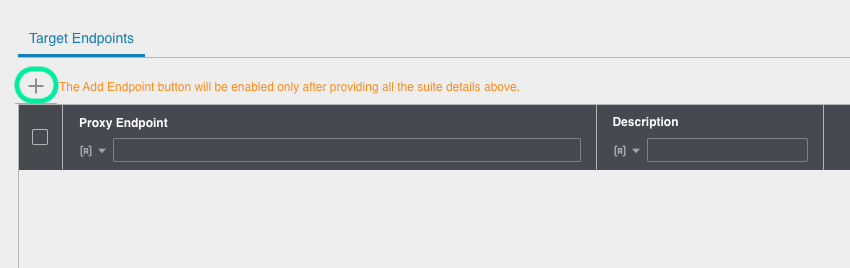 Target Endpoints
The Add Endpoint button will be enabled only after providing all the suite details above.
Proxy Endpoint
Description